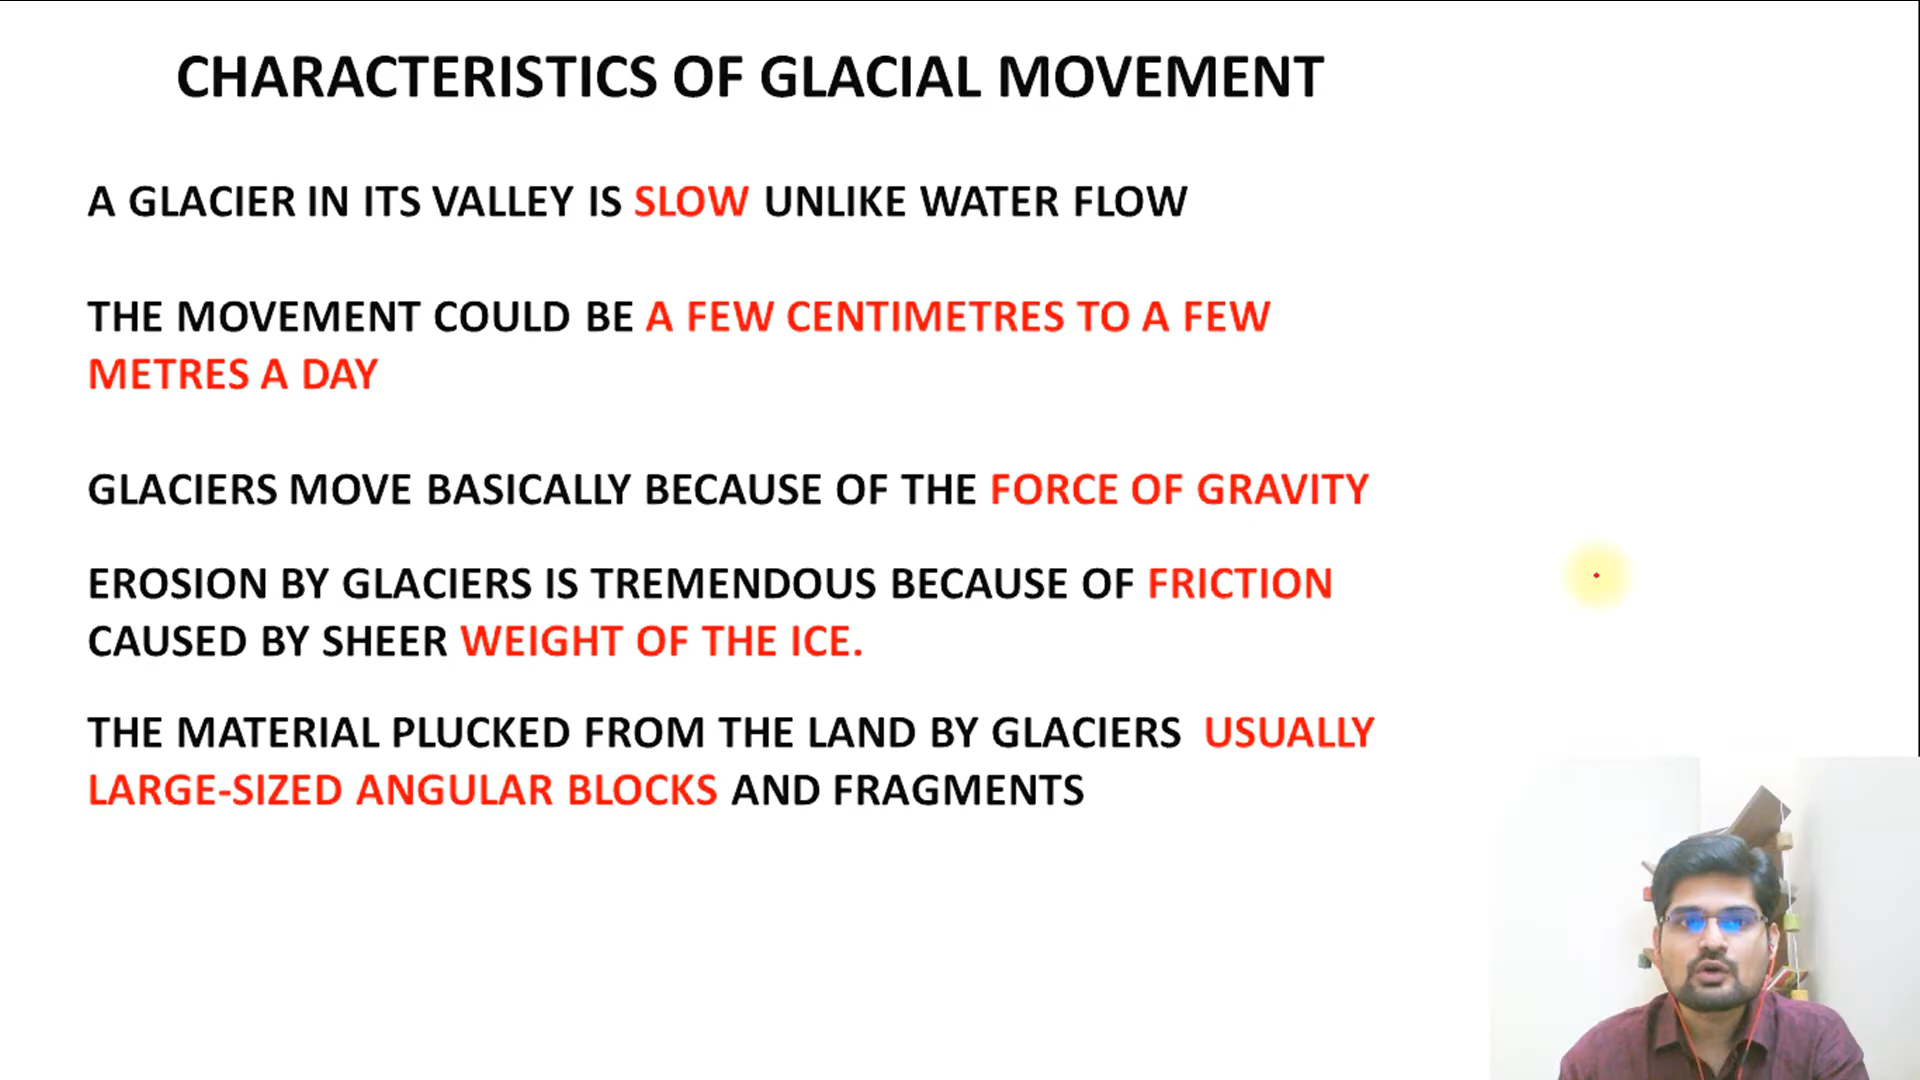 CHARACTERISTICS OF GLACIAL MOVEMENT
A GLACIER IN ITS VALLEY IS SLOW UNLIKE WATER FLOW
THE MOVEMENT COULD BE A FEW CENTIMETRES TO A FEW
METRES A DAY
GLACIERS MOVE BASICALLY BECAUSE OF THE FORCE OF GRAVITY
EROSION BY GLACIERS IS TREMENDOUS BECAUSE OF FRICTION
CAUSED BY SHEER WEIGHT OF THE ICE.
THE MATERIAL PLUCKED FROM THE LAND BY GLACIERS USUALLY
LARGE-SIZED ANGULAR BLOCKS AND FRAGMENTS